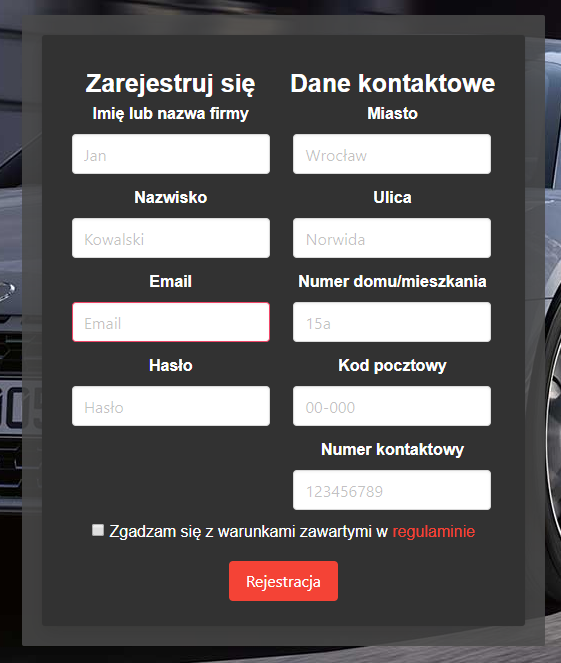 Zarejestruj się
Imię lub nazwa firmy
Jan
Nazwisko
Kowalski
Email
Email
Hasło
Hasło
Dane kontaktowe
Miasto
Wrocław
Ulica
Norwida
Numer domu/mieszkania
15a
Kod pocztowy
00-000
Numer kontaktowy
123456789
Zgadzam się z warunkami zawartymi w regulaminie
Rejestracja